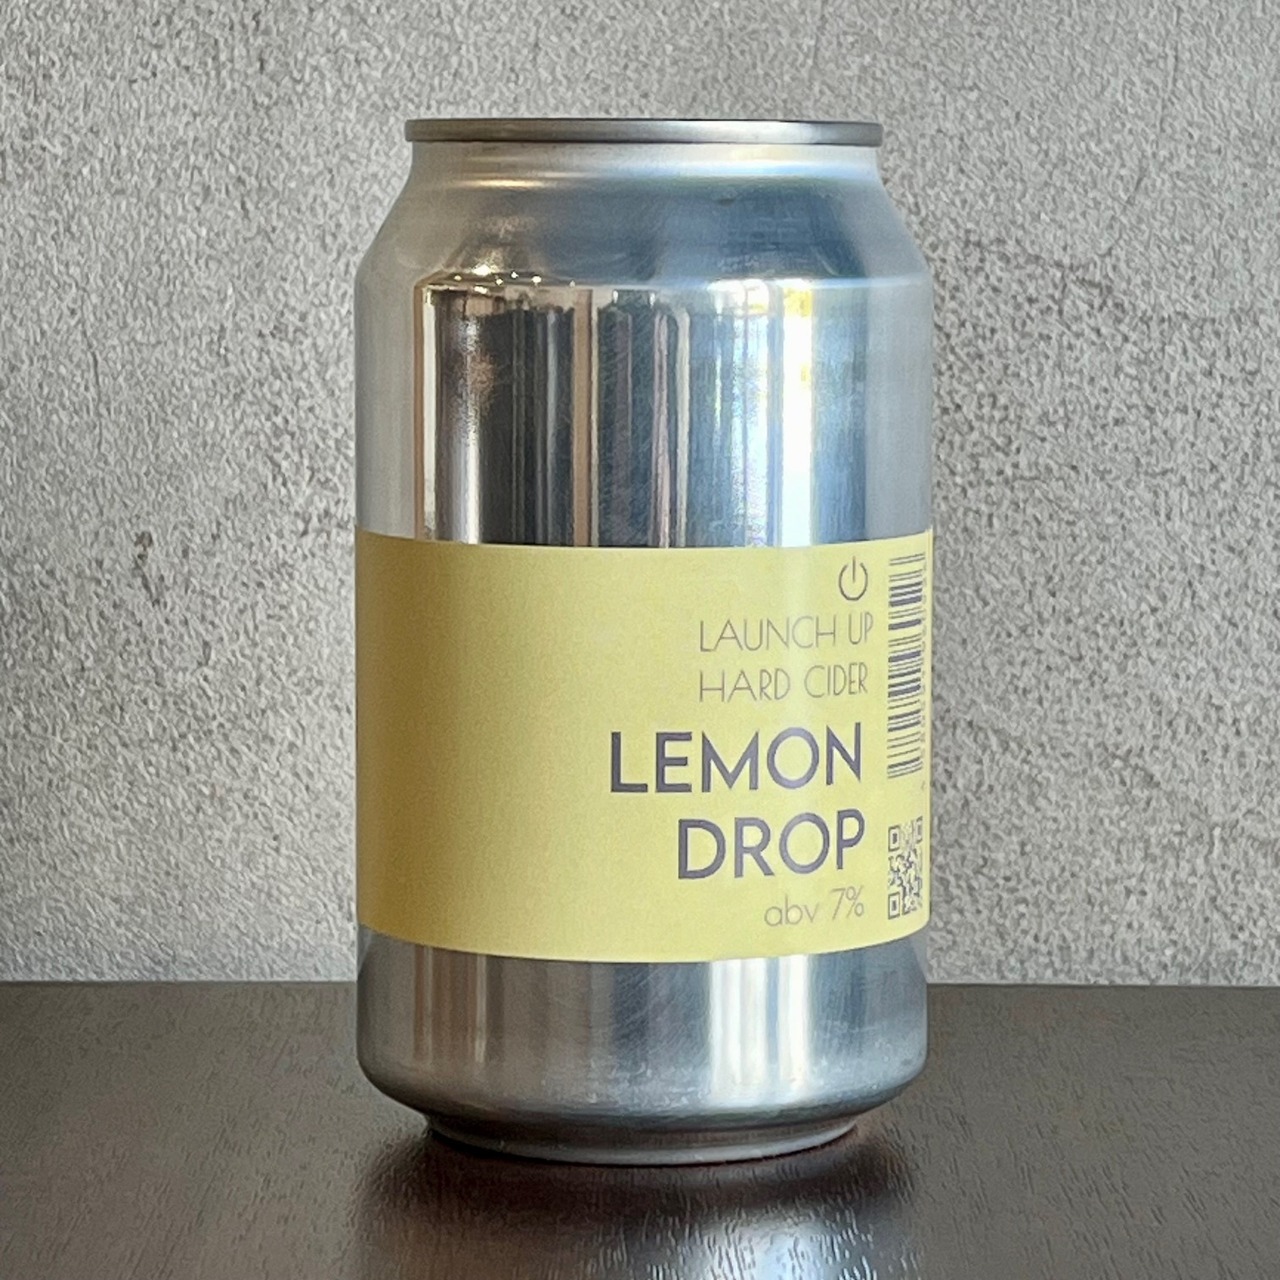 LAUNCH UP
HARD CIDER
LEMON
DROP
abv 7%